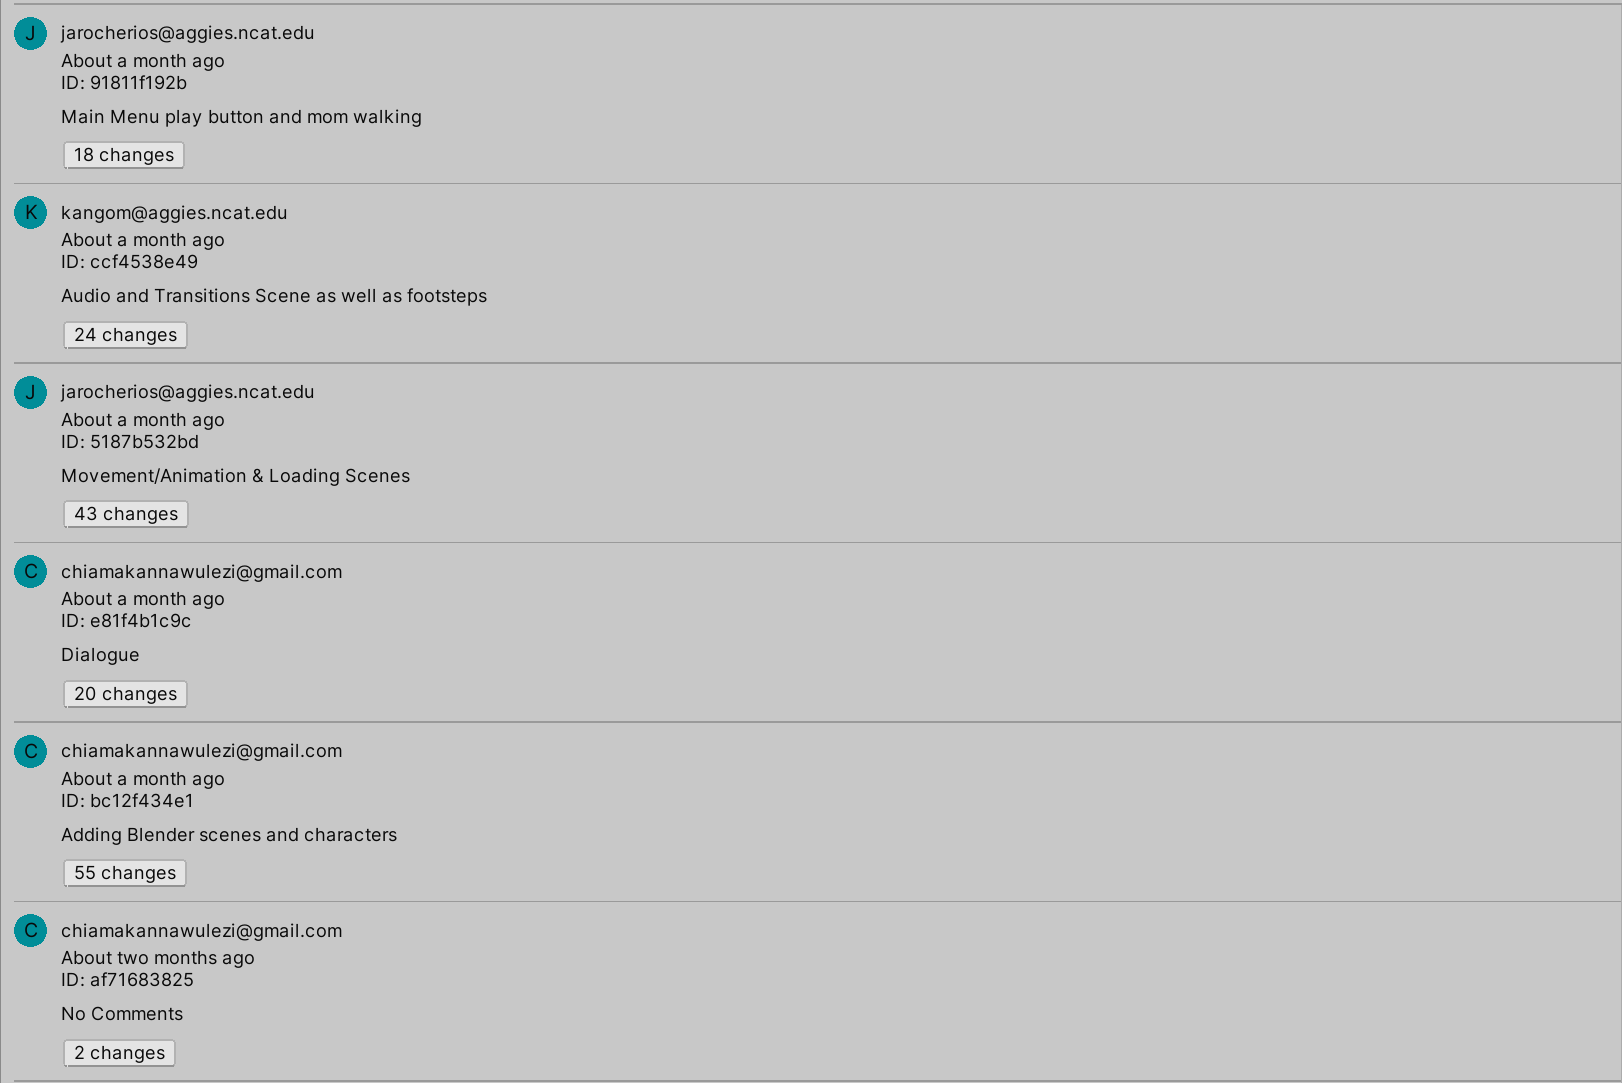 J
jarocherios@aggies.ncat.edu
About a month ago
ID: 91811f192b
Main Menu play button and mom walking
18 changes
K
kangom@aggies.ncat.edu
About a month ago
ID: ccf4538e49
Audio and Transitions Scene as well as footsteps
24 changes
J
jarocherios@aggies.ncat.edu
About a month ago
ID: 5187b532bd
Movement/Animation & Loading Scenes
43 changes
C
chiamakannawulezi@gmail.com
About a month ago
ID: e81f4b1c9c
Dialogue
20 changes
C
chiamakannawulezi@gmail.com
About a month ago
ID: bc12f434e1
Adding Blender scenes and characters
55 changes
C
chiamakannawulezi@gmail.com
About two months ago
ID: af71683825
No Comments
2 changes